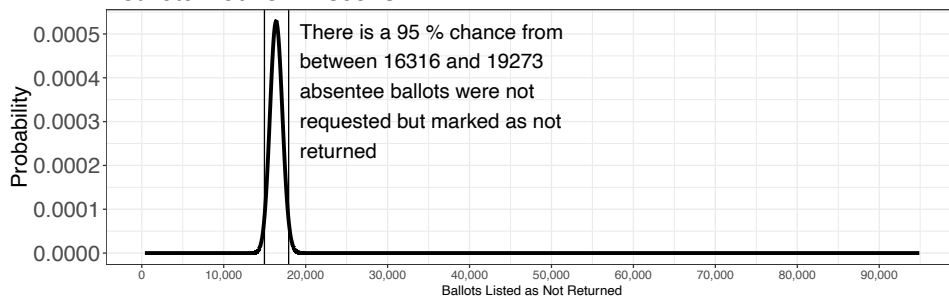 There is a 95 % chance from
between 16316 and 19273
absentee ballots were not
requested but marked as not
returned
Probability
0.0005
0.0004
0.0003
0.0002
0.0001
0.0000
0 10,000 20,000 30,000 40,000 50,000 60,000 70,000 80,000 90,000
Ballots Listed as Not Returned